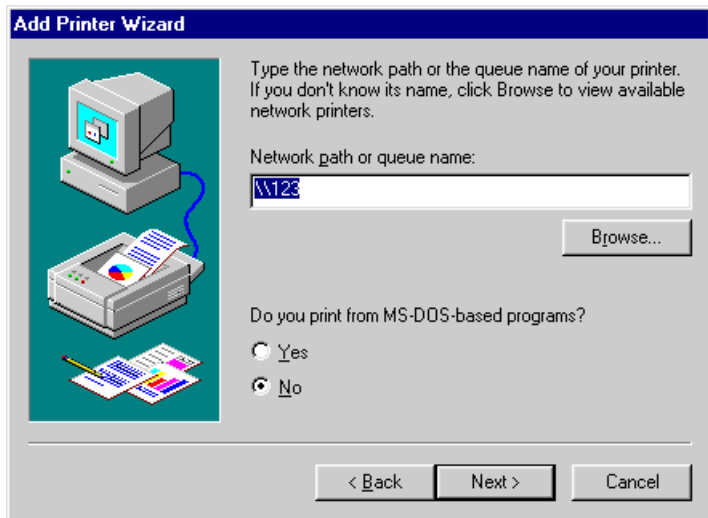 Add Printer Wizard
Type the network path or the queue name of your printer.
If you don't know its name, click Browse to view available
network printers.
Network path or queue name:
\\123
Browse...
Do you print from MS-DOS-based programs?
Yes
No
< Back
Next >
Cancel